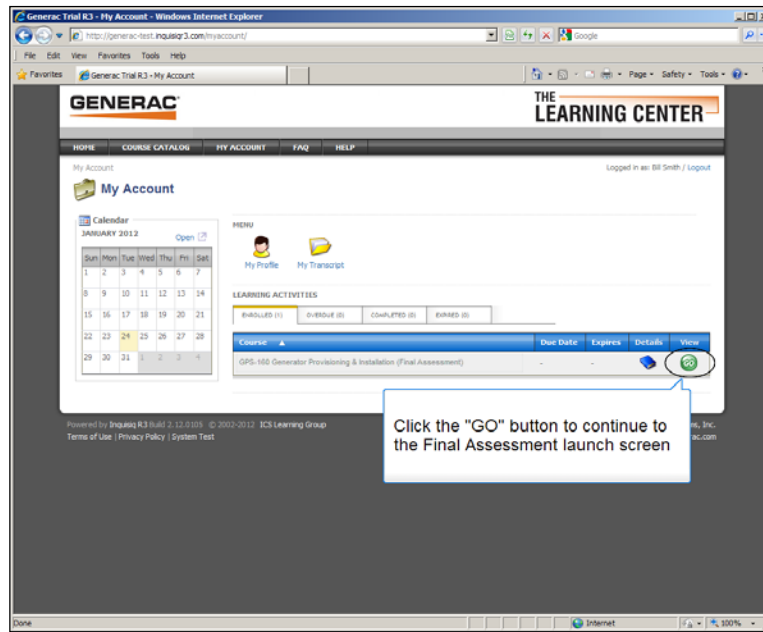 Generac Trial R3 - My Account - Windows Internet Explorer
http://generac-test.inquisiqr3.com/myaccount/
Google
File Edit View Favorites Tools Help
Favorites Generac Trial R3 - My Account Page Safety Tools
GENERAC
THE
LEARNING CENTER
HOME COURSE CATALOG MY ACCOUNT FAQ HELP
My Account Logged in as: Bill Smith / Logout
My Account
Calendar
JANUARY 2012 Open
Sun Mon Tue Wed Thu Fri Sat
1 2 3 4 5 6 7
8 9 10 11 12 13 14
15 16 17 18 19 20 21
22 23 24 25 26 27 28
29 30 31 1 2 3 4
MENU
My Profile My Transcript
LEARNING ACTIVITIES
ENROLLED (1) OVERDUE (0) COMPLETED (0) EXPIRED (0)
Course Due Date Expires Details View
GPS-160 Generator Provisioning & Installation (Final Assessment) - - GO
Click the "GO" button to continue to
the Final Assessment launch screen
Powered by Inquisiq R3 Build 2.12.0105 © 2002-2012 ICS Learning Group
Terms of Use | Privacy Policy | System Test
Done Internet 100%